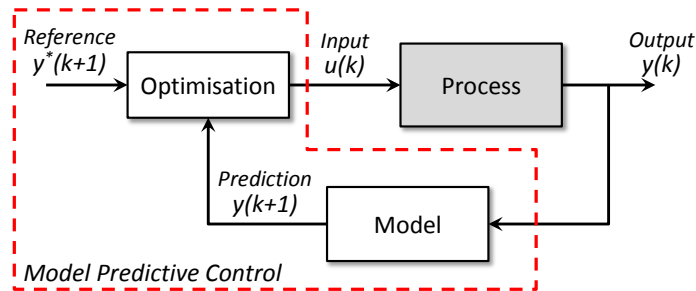 Reference
y*(k+1)
Optimisation
Input
u(k)
Process
Output
y(k)
Prediction
y(k+1)
Model
Model Predictive Control